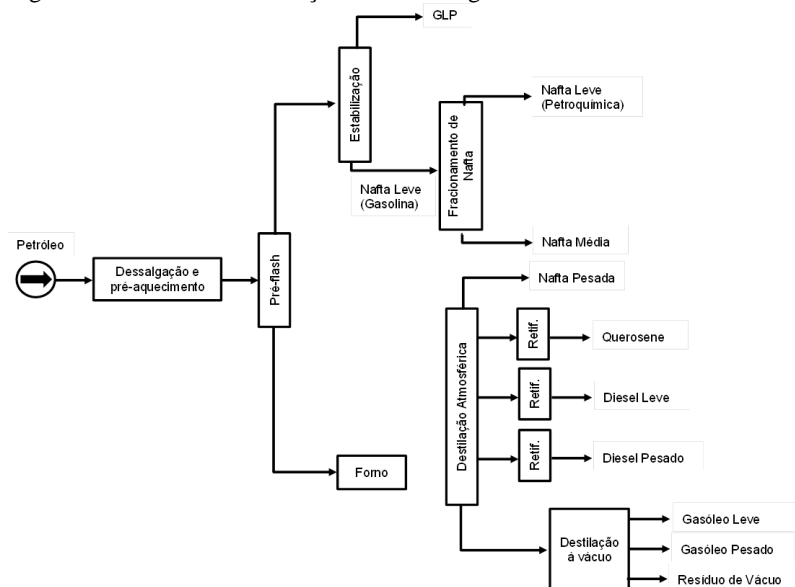 GLP
Estabilização
Nafta Leve
(Petroquímica)
Fracionamento de
Nafta
Nafta Leve
(Gasolina)
Petróleo
Nafta Média
Dessalgação e
pré-aquecimento
Pré-flash
Nafta Pesada
Destilação Atmosférica
Retif.
Querosene
Retif.
Diesel Leve
Retif.
Diesel Pesado
Forno
Destilação
à vácuo
Gasóleo Leve
Gasóleo Pesado
Resíduo de Vácuo